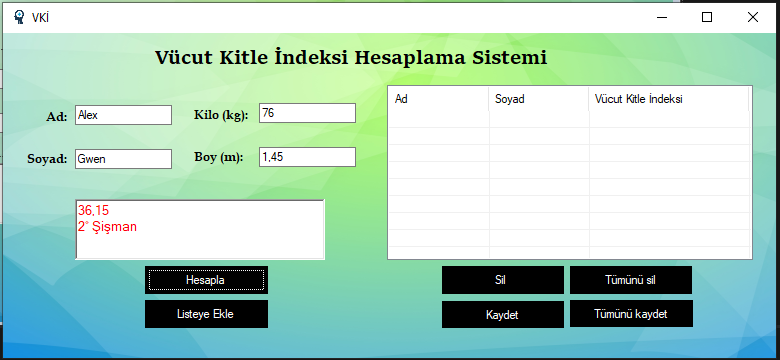 VKİ
Vücut Kitle İndeksi Hesaplama Sistemi
Ad: Alex
Kilo (kg): 76
Soyad: Gwen
Boy (m): 1,45
36,15
2° Şişman
Hesapla
Listeye Ekle
Ad Soyad Vücut Kitle İndeksi
Sil Tümünü sil
Kaydet Tümünü kaydet